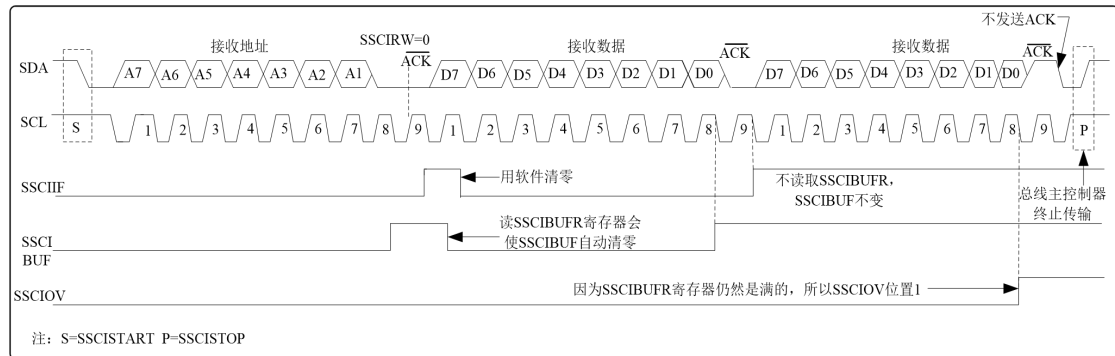 不发送ACK
接收地址 SSCIRW=0 接收数据 ACK 接收数据 ACK
ACK
SDA A7 A6 A5 A4 A3 A2 A1 D7 D6 D5 D4 D3 D2 D1 D0 D7 D6 D5 D4 D3 D2 D1 D0
SCL S 1 2 3 4 5 6 7 8 9 1 2 3 4 5 6 7 8 9 1 2 3 4 5 6 7 8 9 P
SSCIIF 用软件清零
不读取SSCIBUFR，
SSCIBUF不变
总线主控制器
终止传输
SSCI
BUF
读SSCIBUFR寄存器会
使SSCIBUF自动清零
SSCIOV 因为SSCIBUFR寄存器仍然是满的，所以SSCIOV位置1
注：S=SSCISTART P=SSCISTOP